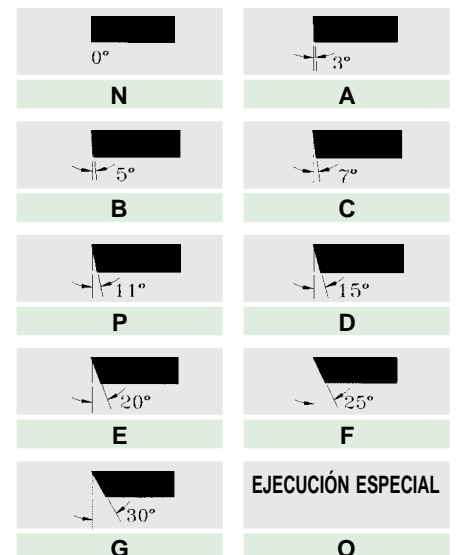 0° 3°
N A
5° 7°
B C
11° 15°
P D
20° 25°
E F
30° EJECUCIÓN ESPECIAL
G O